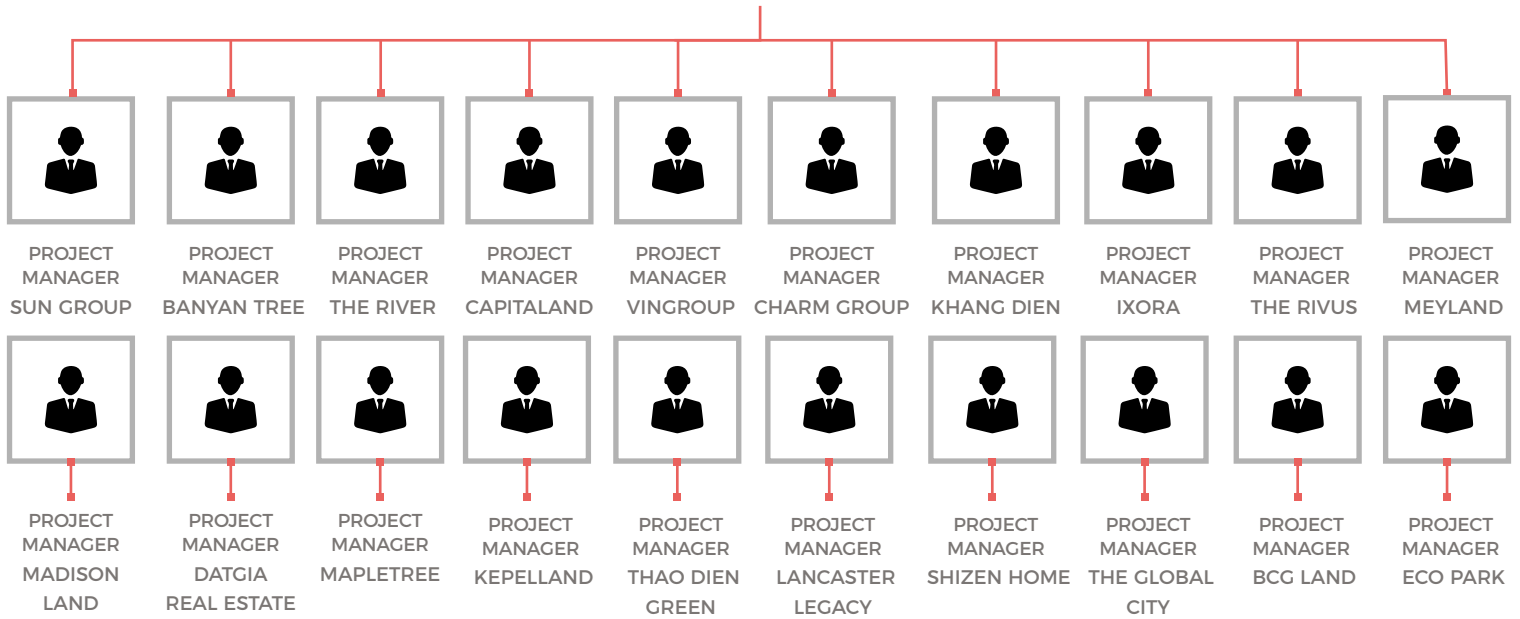 PROJECT
MANAGER
SUN GROUP
PROJECT
MANAGER
BANYAN TREE
PROJECT
MANAGER
THE RIVER
PROJECT
MANAGER
CAPITALAND
PROJECT
MANAGER
VINGROUP
PROJECT
MANAGER
CHARM GROUP
PROJECT
MANAGER
KHANG DIEN
PROJECT
MANAGER
IXORA
PROJECT
MANAGER
THE RIVUS
PROJECT
MANAGER
MEYLAND
PROJECT
MANAGER
MADISON
LAND
PROJECT
MANAGER
DATGIA
REAL ESTATE
PROJECT
MANAGER
MAPLETREE
PROJECT
MANAGER
KEPELLAND
PROJECT
MANAGER
THAO DIEN
GREEN
PROJECT
MANAGER
LANCASTER
LEGACY
PROJECT
MANAGER
SHIZEN HOME
PROJECT
MANAGER
THE GLOBAL
CITY
PROJECT
MANAGER
BCG LAND
PROJECT
MANAGER
ECO PARK